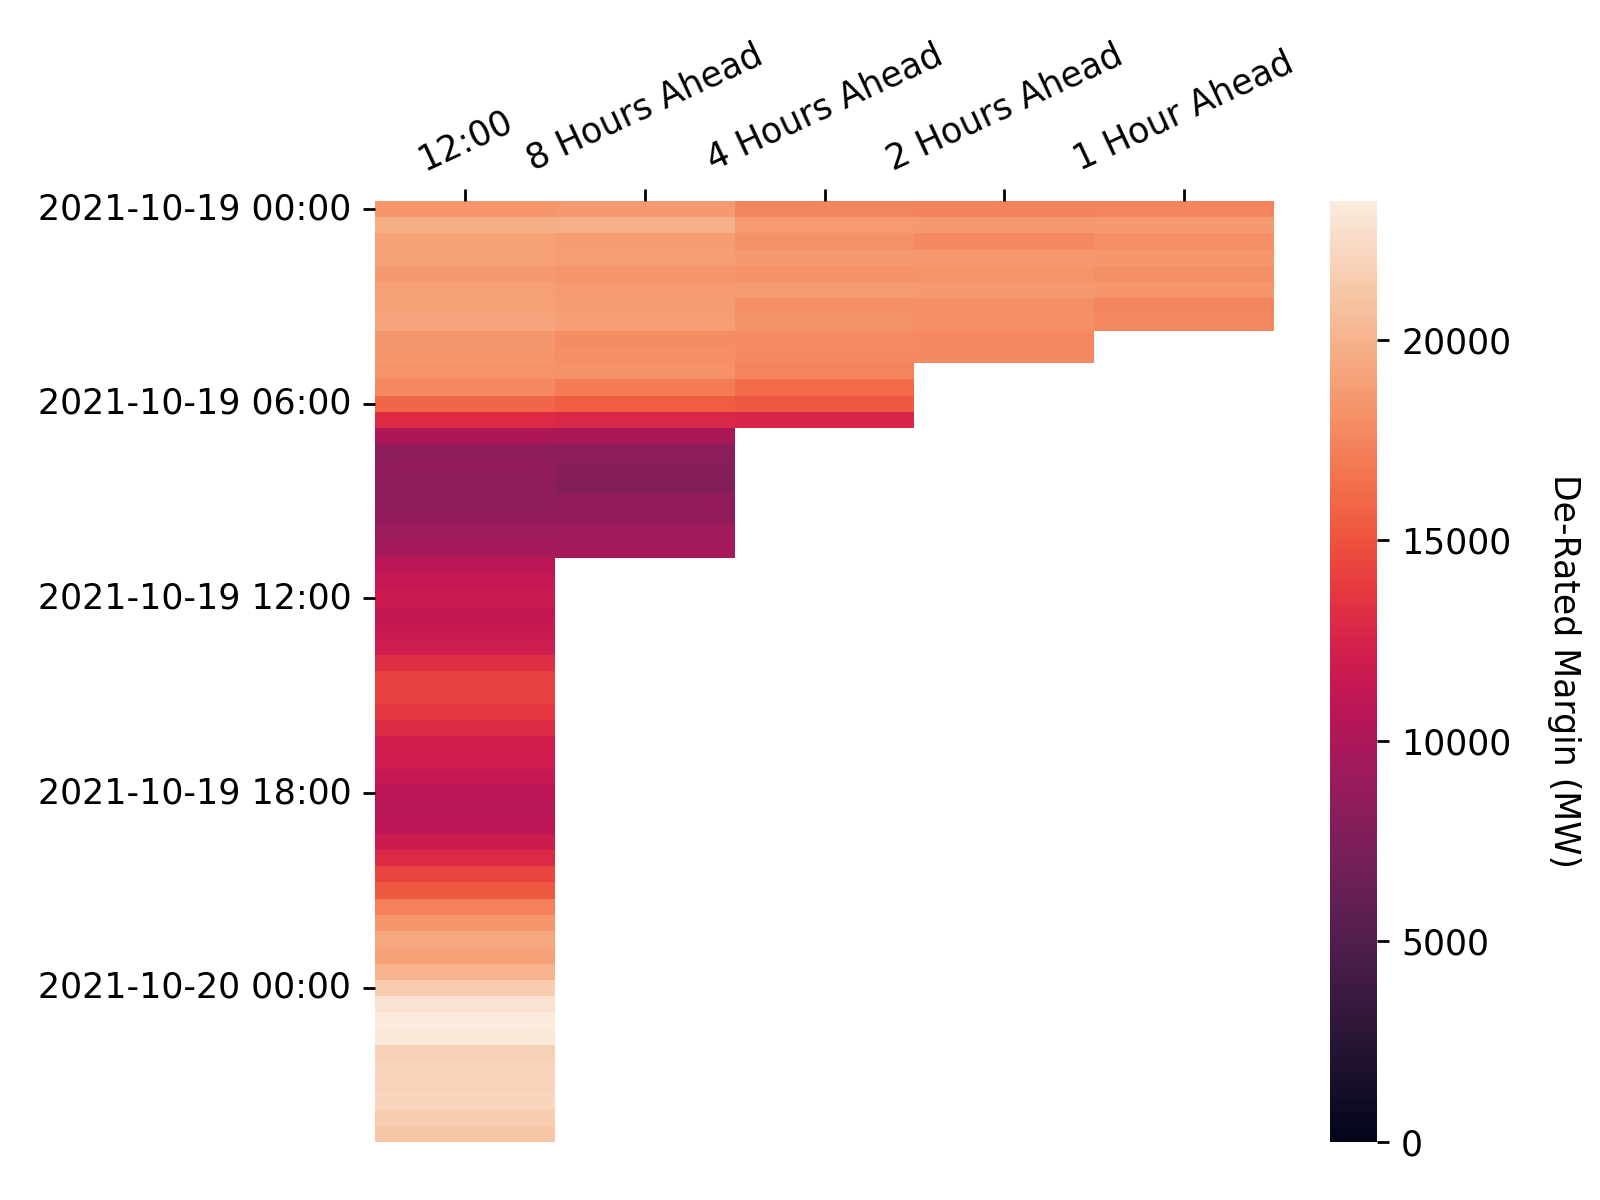 12:00
8 Hours Ahead
4 Hours Ahead
2 Hours Ahead
1 Hour Ahead
2021-10-19 00:00
2021-10-19 06:00
2021-10-19 12:00
2021-10-19 18:00
2021-10-20 00:00
20000
15000
10000
5000
0
De-Rated Margin (MW)